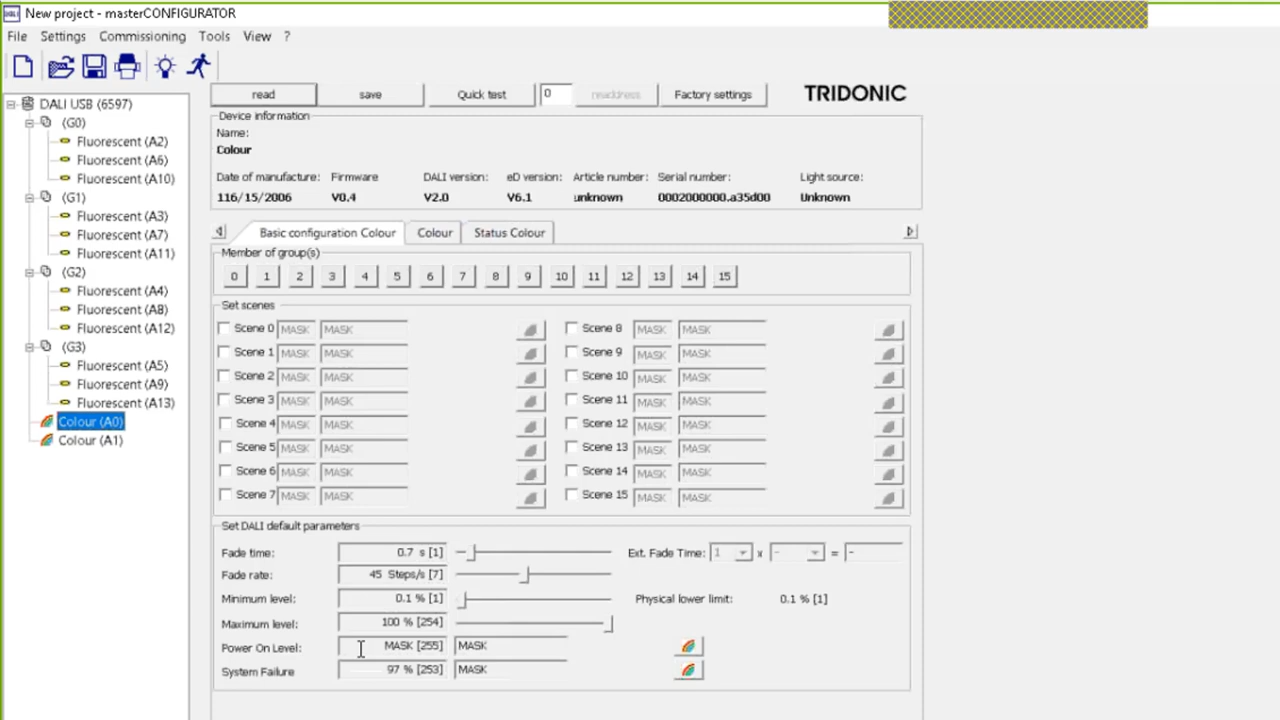 New project - masterCONFIGURATOR
File Settings Commissioning Tools View ?
DALI USB (6597)
(G0)
Fluorescent (A2)
Fluorescent (A6)
Fluorescent (A10)
(G1)
Fluorescent (A3)
Fluorescent (A7)
Fluorescent (A11)
(G2)
Fluorescent (A4)
Fluorescent (A8)
Fluorescent (A12)
(G3)
Fluorescent (A5)
Fluorescent (A9)
Fluorescent (A13)
Colour (A0)
Colour (A1)
read save Quick test 0 readdress Factory settings TRIDONIC
Device information
Name:
Colour
Date of manufacture: Firmware DALI version: eD version: Article number: Serial number: Light source:
116/15/2006 V0.4 V2.0 V6.1 unknown 0002000000.a35d00 Unknown
Basic configuration Colour Colour Status Colour
Member of group(s)
0 1 2 3 4 5 6 7 8 9 10 11 12 13 14 15
Set scenes
Scene 0 MASK MASK Scene 8 MASK MASK
Scene 1 MASK MASK Scene 9 MASK MASK
Scene 2 MASK MASK Scene 10 MASK MASK
Scene 3 MASK MASK Scene 11 MASK MASK
Scene 4 MASK MASK Scene 12 MASK MASK
Scene 5 MASK MASK Scene 13 MASK MASK
Scene 6 MASK MASK Scene 14 MASK MASK
Scene 7 MASK MASK Scene 15 MASK MASK
Set DALI default parameters
Fade time: 0.7 s [1] Ext. Fade Time: 1 x - = -
Fade rate: 45 Steps/s [7]
Minimum level: 0.1 % [1] Physical lower limit: 0.1 % [1]
Maximum level: 100 % [254]
Power On Level: MASK [255] MASK
System Failure 97 % [253] MASK